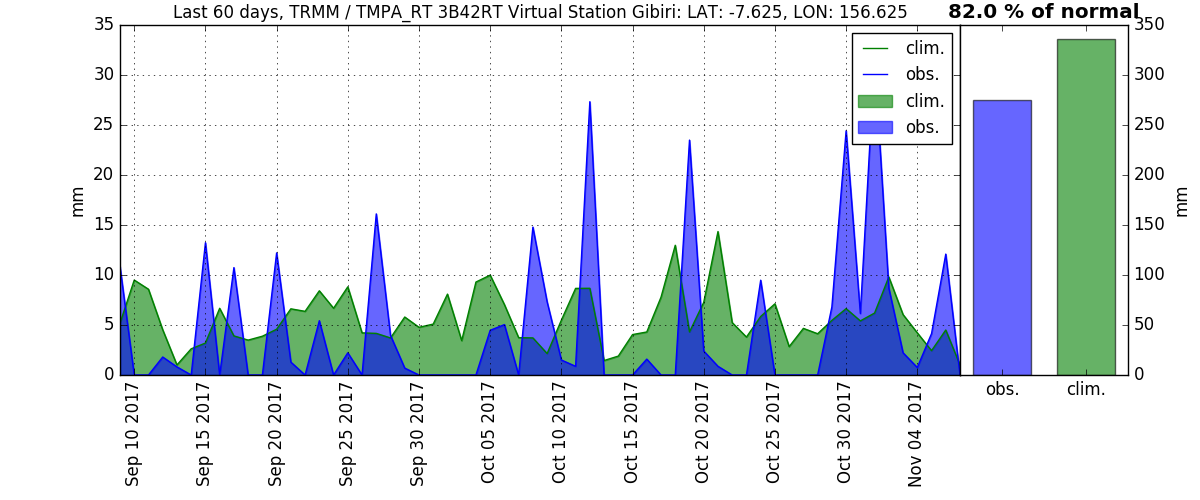 Last 60 days, TRMM / TMPA_RT 3B42RT Virtual Station Gibiri: LAT: -7.625, LON: 156.625
82.0 % of normal
35
30
25
20
15
10
5
0
mm
clim.
obs.
clim.
obs.
350
300
250
200
150
100
50
0
mm
Sep 10 2017
Sep 15 2017
Sep 20 2017
Sep 25 2017
Sep 30 2017
Oct 05 2017
Oct 10 2017
Oct 15 2017
Oct 20 2017
Oct 25 2017
Oct 30 2017
Nov 04 2017
obs.
clim.